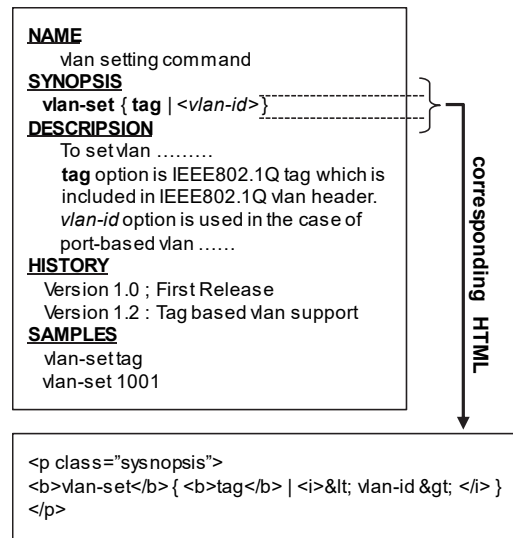 NAME
vlan setting command
SYNOPSIS
vlan-set { tag | <vlan-id> }
DESCRIPSION
To set vlan .........
tag option is IEEE802.1Q tag which is
included in IEEE802.1Q vlan header.
vlan-id option is used in the case of
port-based vlan ......
HISTORY
Version 1.0 ; First Release
Version 1.2 : Tag based vlan support
SAMPLES
vlan-set tag
vlan-set 1001
corresponding HTML
<p class=”sysnopsis”>
<b>vlan-set</b> { <b>tag</b> | <i>&lt; vlan-id &gt; </i> }
</p>